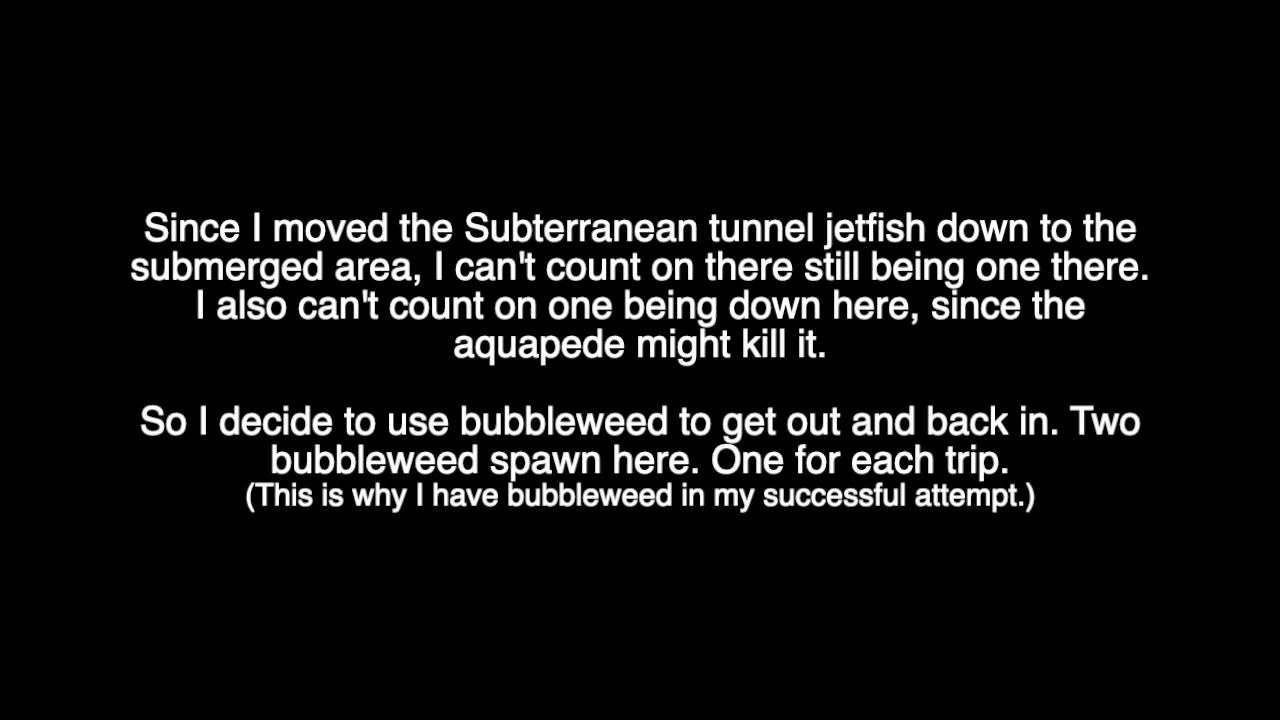 Since I moved the Subterranean tunnel jetfish down to the
submerged area, I can't count on there still being one there.
I also can't count on one being down here, since the
aquapede might kill it.
So I decide to use bubbleweed to get out and back in. Two
bubbleweed spawn here. One for each trip.
(This is why I have bubbleweed in my successful attempt.)